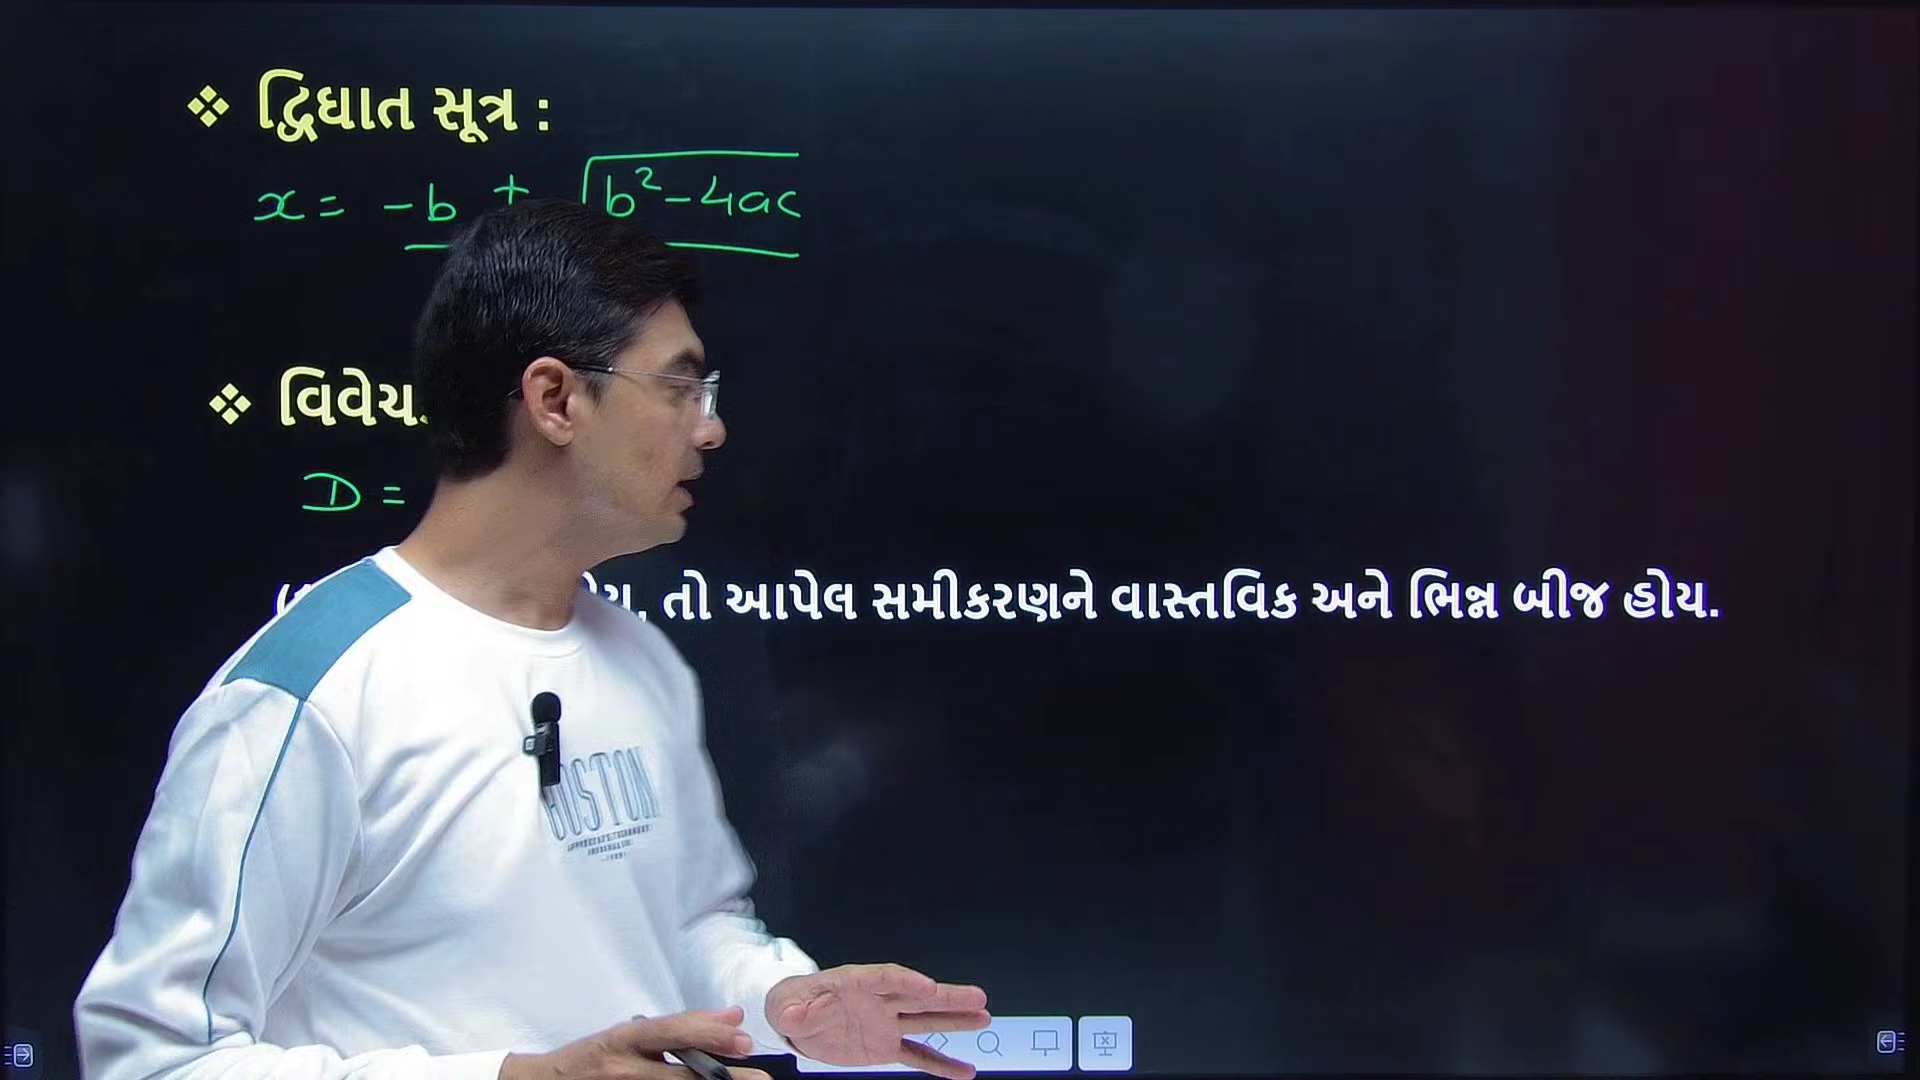 ❖ દ્વિઘાત સૂત્ર :
x = -b ± √b²-4ac
❖
D =
તો આપેલ સમીકરણને વાસ્તવિક અને ભિન્ન બીજ હોય.
BOSTON